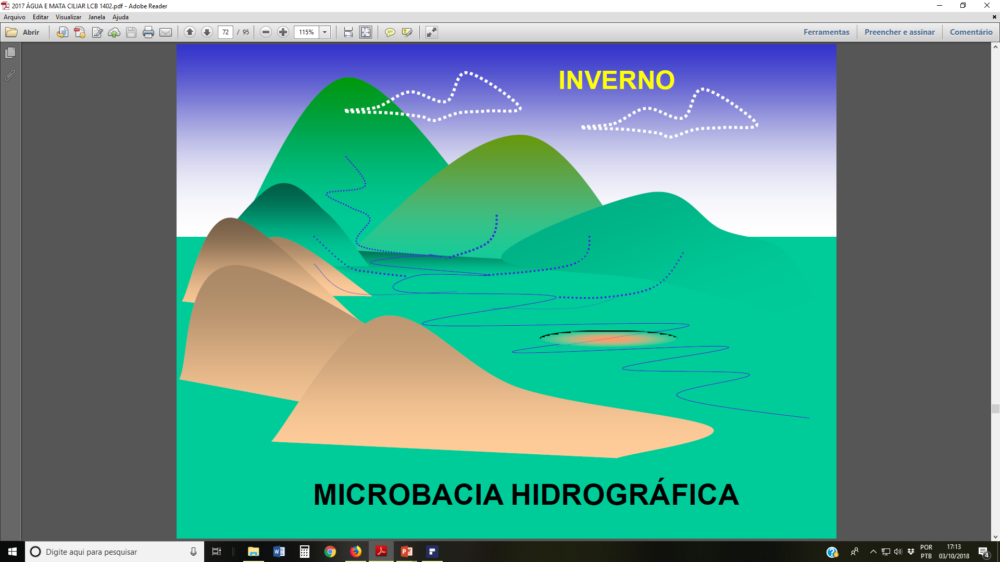 2017 ÁGUA E MATA CILIAR LCB 1402.pdf - Adobe Reader
Arquivo Editar Visualizar Janela Ajuda
Abrir 72 / 95 115% Ferramentas Preencher e assinar Comentário
INVERNO
MICROBACIA HIDROGRÁFICA
Digite aqui para pesquisar
POR 17:13
PTB 03/10/2018 4